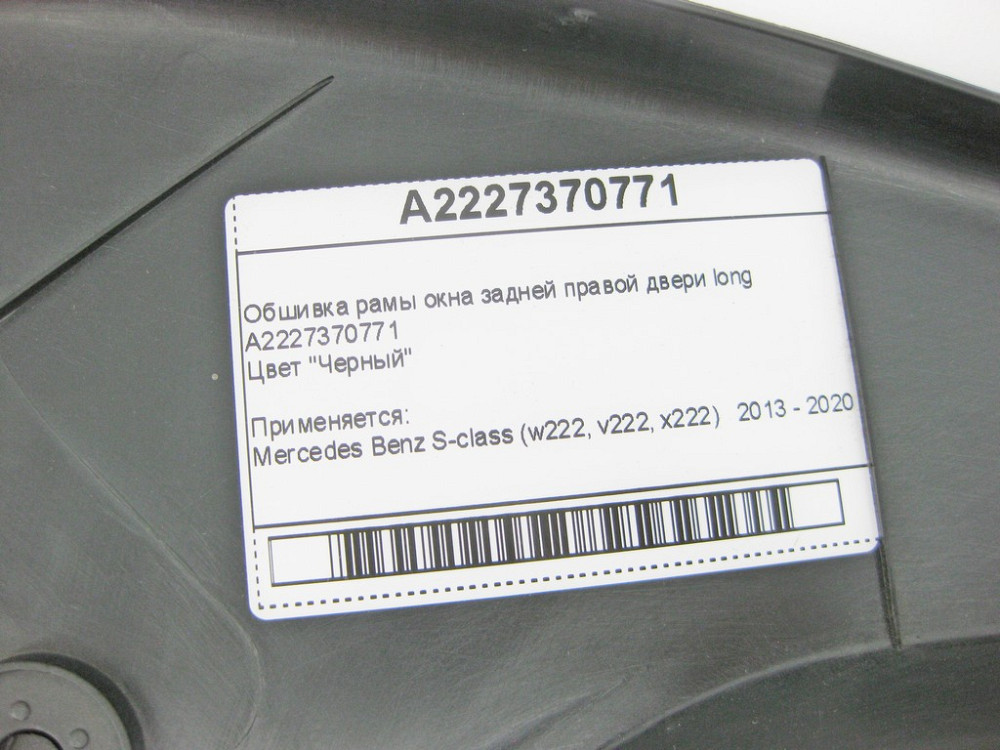 A2227370771
Обшивка рамы окна задней правой двери long
A2227370771
Цвет "Черный"
Применяется:
Mercedes Benz S-class (w222, v222, x222) 2013 - 2020